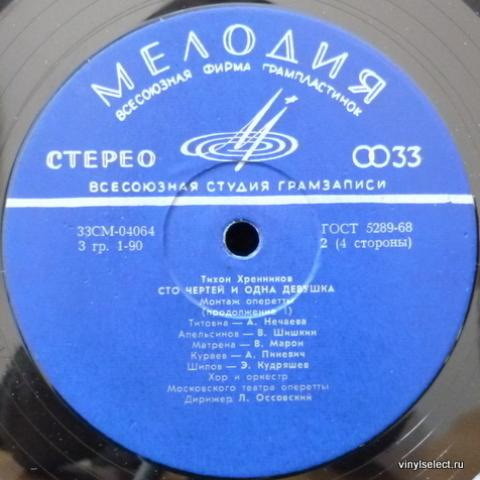 МЕЛОДИЯ
ВСЕСОЮЗНАЯ ФИРМА ГРАМПЛАСТИНОК
СТЕРЕО
33
ВСЕСОЮЗНАЯ СТУДИЯ ГРАМЗАПИСИ
33СМ-04064
ГОСТ 5289-68
3 гр. 1-90
2 (4 стороны)
Тихон Хренников
СТО ЧЕРТЕЙ И ОДНА ДЕВУШКА
Монтаж оперетты
(продолжение 1)
Титовна — А. Нечаева
Апельсинов — В. Шишкин
Матрена — В. Марон
Кураев — А. Пиневич
Шилов — Э. Кудряшев
Хор и оркестр
Московского театра оперетты
Дирижер Л. Оссовский
vinylselect.ru